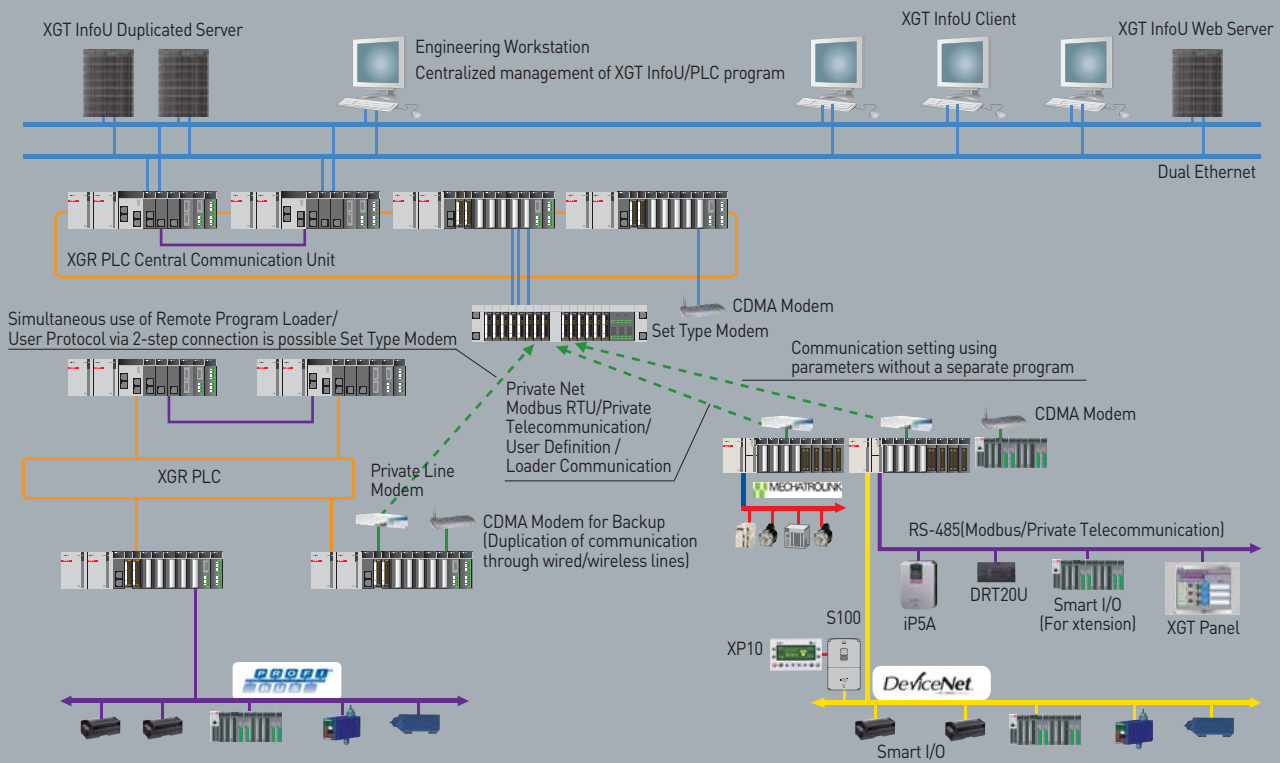 XGT InfoU Duplicated Server
Engineering Workstation
Centralized management of XGT InfoU/PLC program
XGT InfoU Client
XGT InfoU Web Server
Dual Ethernet
XGR PLC Central Communication Unit
CDMA Modem
Set Type Modem
Simultaneous use of Remote Program Loader/
User Protocol via 2-step connection is possible Set Type Modem
Communication setting using
parameters without a separate program
Private Net
Modbus RTU/Private
Telecommunication/
User Definition /
Loader Communication
CDMA Modem
XGR PLC
Private Line
Modem
CDMA Modem for Backup
(Duplication of communication
through wired/wireless lines)
MECHATROLINK
RS-485(Modbus/Private Telecommunication)
iP5A
DRT20U
Smart I/O
(For xtension)
XGT Panel
S100
XP10
PROFI
BUS
DeviceNet
Smart I/O